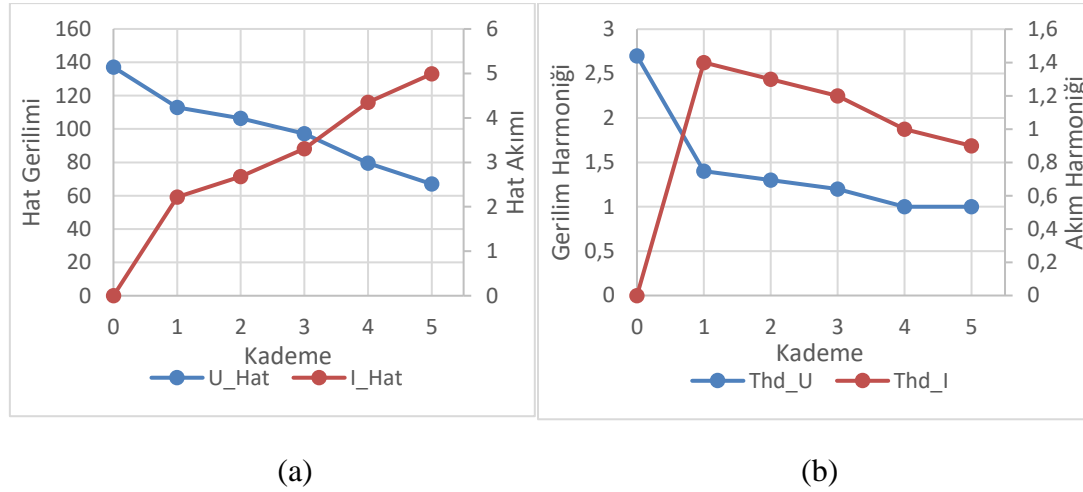 160
140
120
100
80
60
40
20
0
Hat Gerilimi
6
5
4
3
2
1
0
Hat Akımı
0 1 2 3 4 5
Kademe
U_Hat I_Hat
(a)
3
2,5
2
1,5
1
0,5
0
Gerilim Harmoniği
1,6
1,4
1,2
1
0,8
0,6
0,4
0,2
0
Akım Harmoniği
0 1 2 3 4 5
Kademe
Thd_U Thd_I
(b)